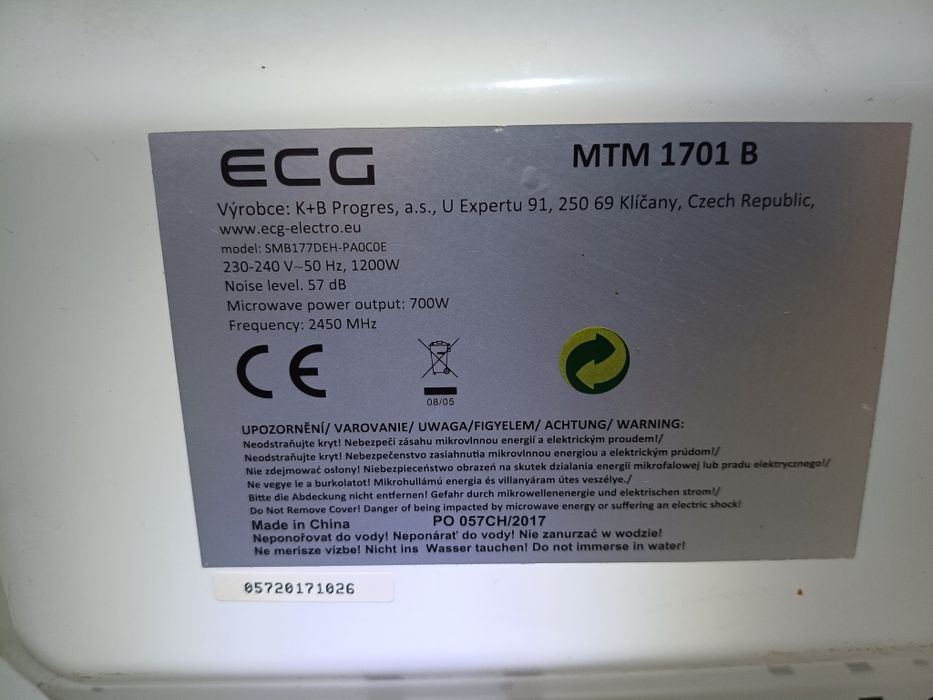 ECG MTM 1701 B
Výrobce: K+B Progres, a.s., U Expertu 91, 250 69 Klíčany, Czech Republic,
www.ecg-electro.eu
model: SMB177DEH-PA0C0E
230-240 V~50 Hz, 1200W
Noise level. 57 dB
Microwave power output: 700W
Frequency: 2450 MHz
CE
08/05
UPOZORNĚNÍ/ VAROVANIE/ UWAGA/FIGYELEM/ ACHTUNG/ WARNING:
Neodstraňujte kryt! Nebezpečí zásahu mikrovlnnou energií a elektrickým proudem!/
Neodstraňujte kryt! Nebezpečenstvo zasiahnutia mikrovlnnou energiou a elektrickým prúdom!/
Nie zdejmować osłony! Niebezpieceństwo obrażeń na skutek dzialania energii mikrofalowej lub pradu elektrycznego!/
Ne vegye le a burkolatot! Mikrohullámú energia és villanyáram útes veszélye./
Bitte die Abdeckung nicht entfernen! Gefahr durch mikrowellenenergie und elektrischen strom!/
Do Not Remove Cover! Danger of being impacted by microwave energy or suffering an electric shock!
Made in China PO 057CH/2017
Neponořovat do vody! Neponárať do vody! Nie zanurzać w wodzie!
Ne merisze vízbe! Nicht ins Wasser tauchen! Do not immerse in water!
05720171026